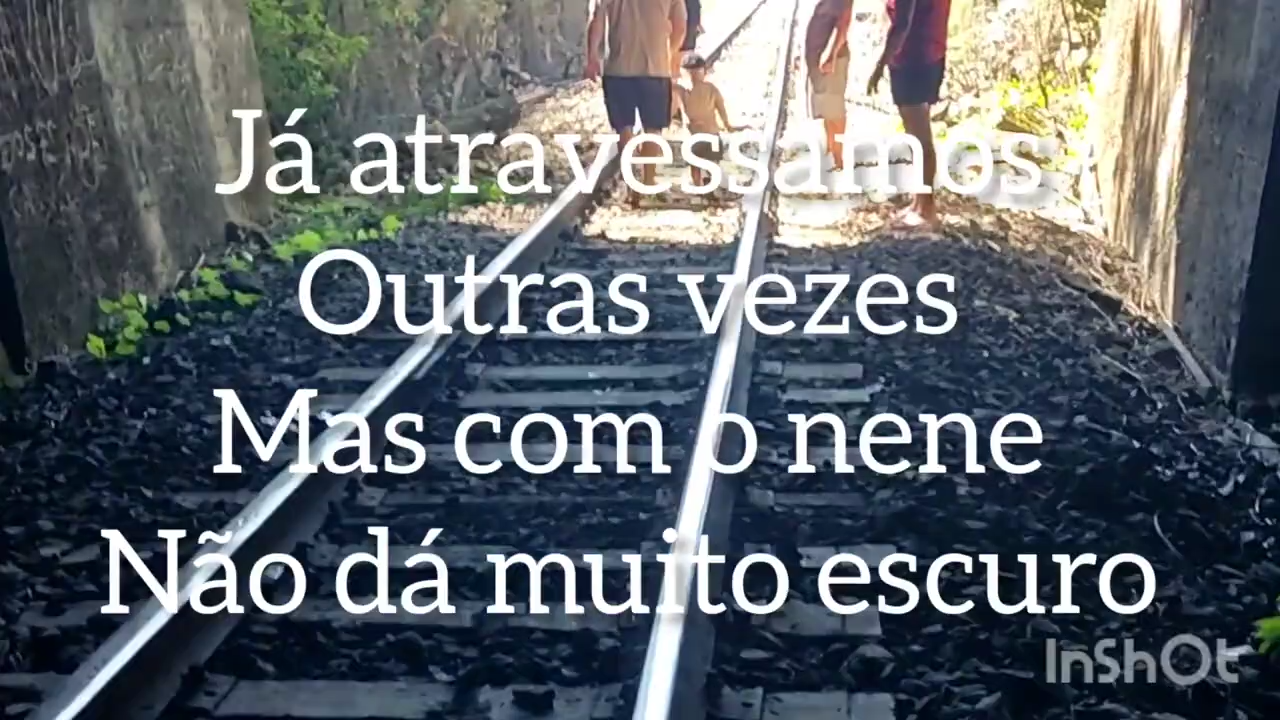 Já atravessamos
Outras vezes
Mas com o nene
Não dá muito escuro
InShOt